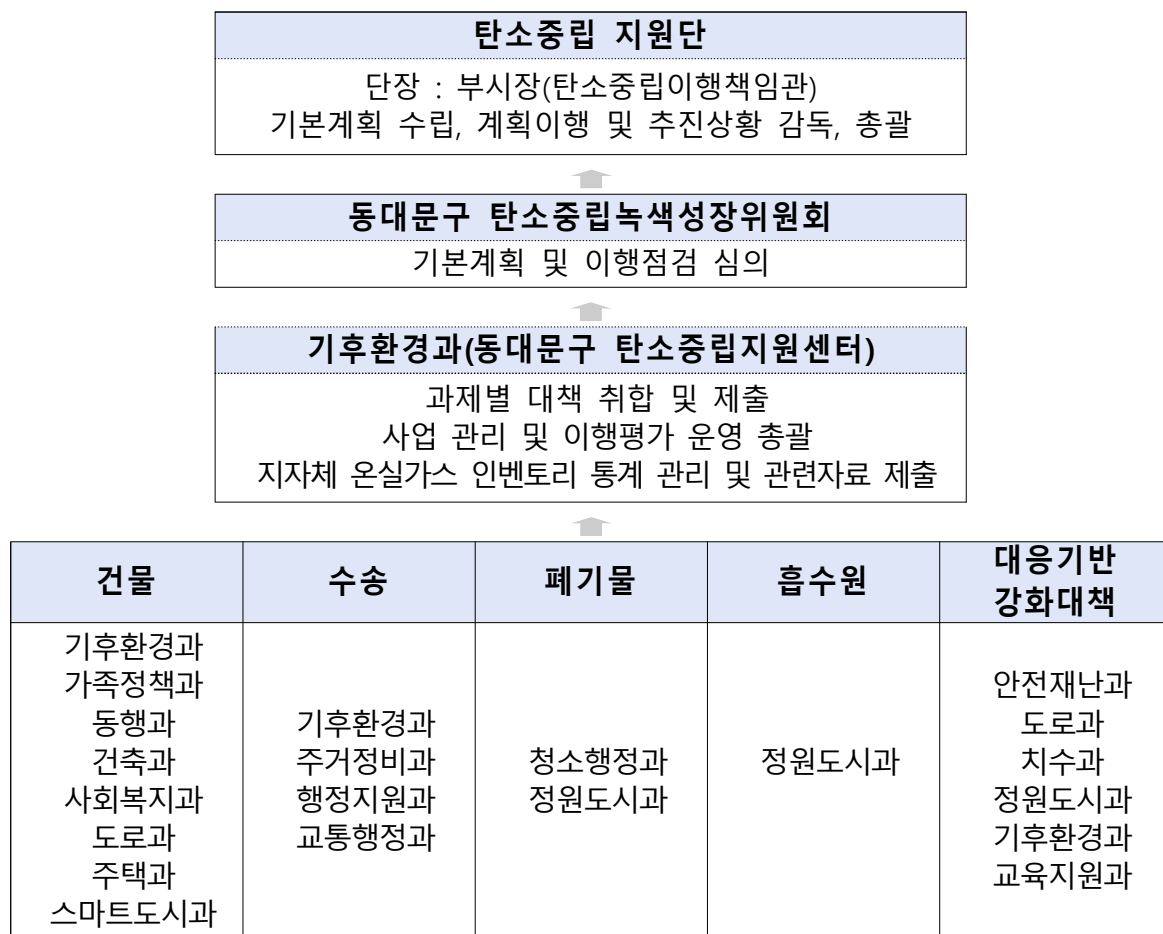 탄소중립 지원단
단장 : 부시장(탄소중립이행책임관)
기본계획 수립, 계획이행 및 추진상황 감독, 총괄
동대문구 탄소중립녹색성장위원회
기본계획 및 이행점검 심의
기후환경과(동대문구 탄소중립지원센터)
과제별 대책 취합 및 제출
사업 관리 및 이행평가 운영 총괄
지자체 온실가스 인벤토리 통계 관리 및 관련자료 제출
건물
수송
폐기물
흡수원
대응기반
강화대책
기후환경과
가족정책과
동행과
건축과
사회복지과
도로과
주택과
스마트도시과
기후환경과
주거정비과
행정지원과
교통행정과
청소행정과
정원도시과
정원도시과
안전재난과
도로과
치수과
정원도시과
기후환경과
교육지원과